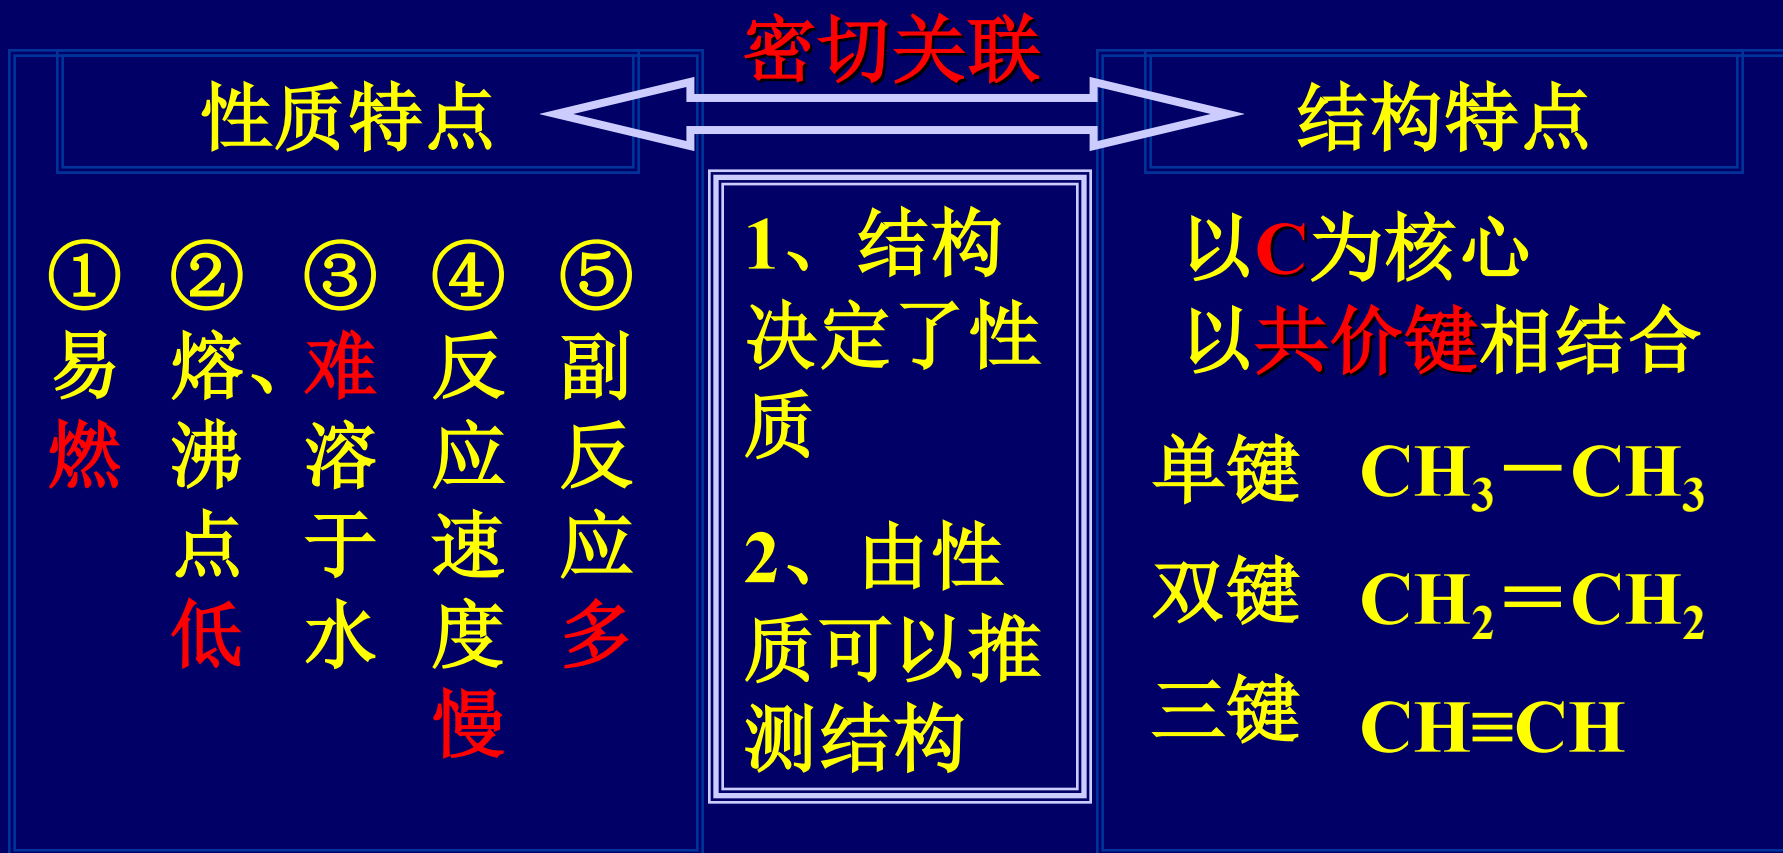 密切关联
性质特点
结构特点
①易燃
②熔、沸点低
③难溶于水
④反应速度慢
⑤副反应多
1、结构
决定了性
质
2、由性
质可以推
测结构
以C为核心
以共价键相结合
单键 CH₃－CH₃
双键 CH₂＝CH₂
三键 CH≡CH